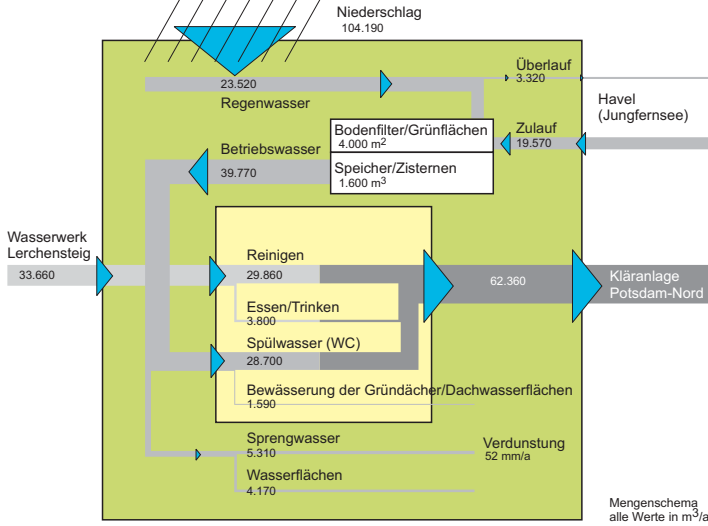 Niederschlag
104.190
23.520
Regenwasser
Überlauf
3.320
Havel
(Jungfernsee)
Bodenfilter/Grünflächen
4.000 m²
Zulauf
19.570
Betriebswasser
39.770
Speicher/Zisternen
1.600 m³
Wasserwerk
Lerchensteig
33.660
Reinigen
29.860
62.360
Kläranlage
Potsdam-Nord
Essen/Trinken
3.800
Spülwasser (WC)
28.700
Bewässerung der Gründächer/Dachwasserflächen
1.590
Sprengwasser
5.310
Verdunstung
52 mm/a
Wasserflächen
4.170
Mengenschema
alle Werte in m³/a